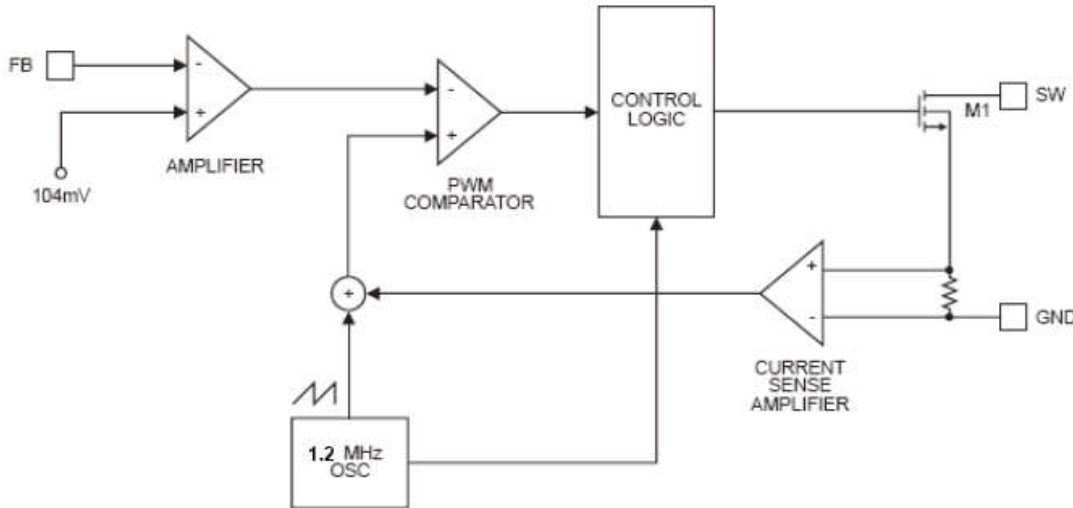 FB
-
+
AMPLIFIER
104mV
-
+
PWM
COMPARATOR
CONTROL
LOGIC
M1
SW
+
+
-
GND
CURRENT
SENSE
AMPLIFIER
1.2 MHz
OSC